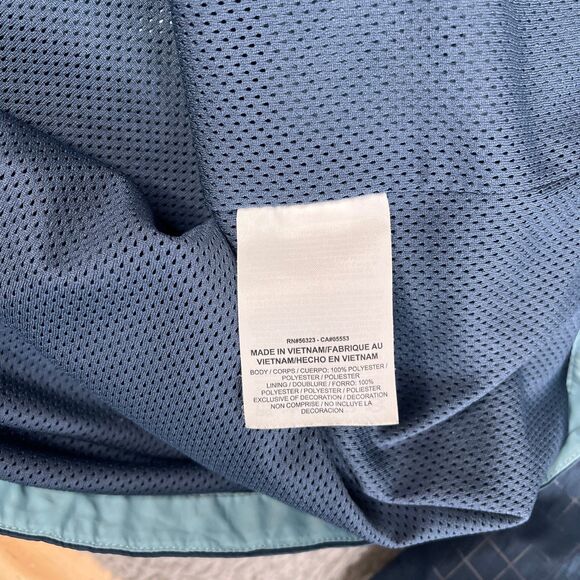 RN#56323 - CA#05553
MADE IN VIETNAM/FABRIQUE AU
VIETNAM/HECHO EN VIETNAM
BODY / CORPS / CUERPO: 100% POLYESTER /
POLYESTER / POLIESTER
LINING / DOUBLURE / FORRO: 100%
POLYESTER / POLYESTER / POLIESTER
EXCLUSIVE OF DECORATION / DECORATION
NON COMPRISE / NO INCLUYE LA
DECORACION